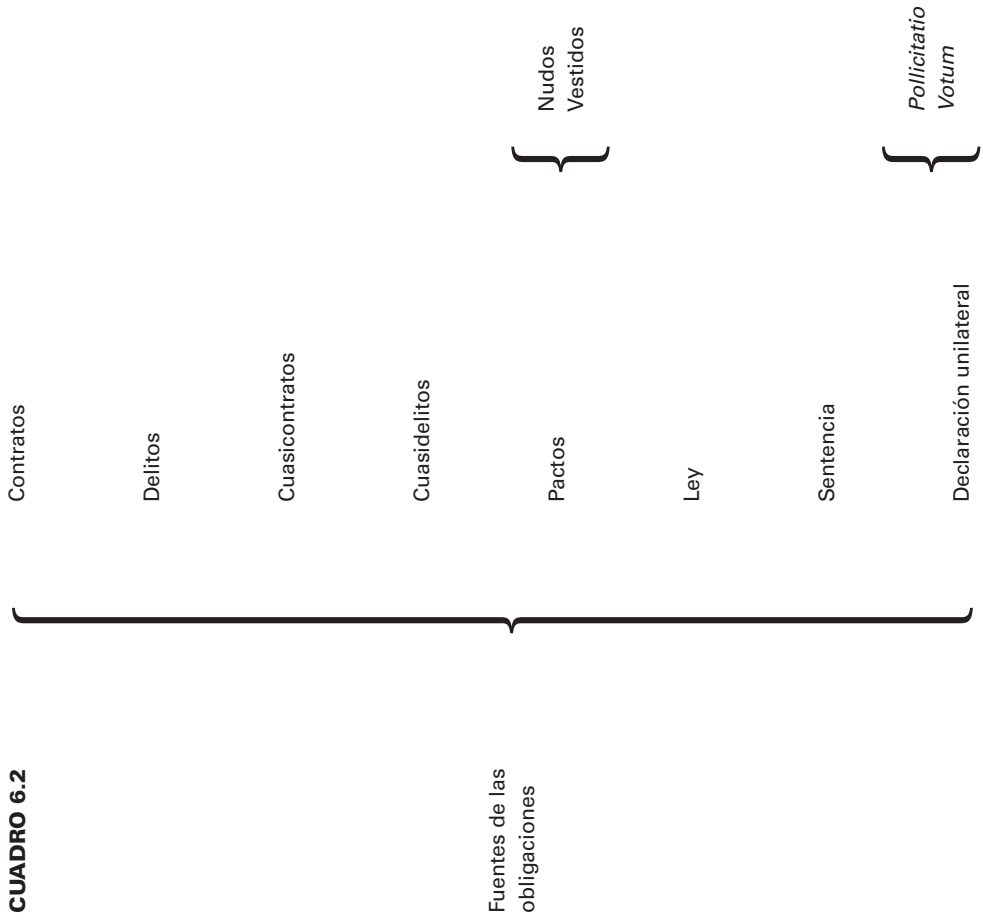 CUADRO 6.2
Fuentes de las
obligaciones
Contratos
Delitos
Cuasicontratos
Cuasidelitos
Pactos
Nudos
Vestidos
Ley
Sentencia
Declaración unilateral
Pollicitatio
Votum